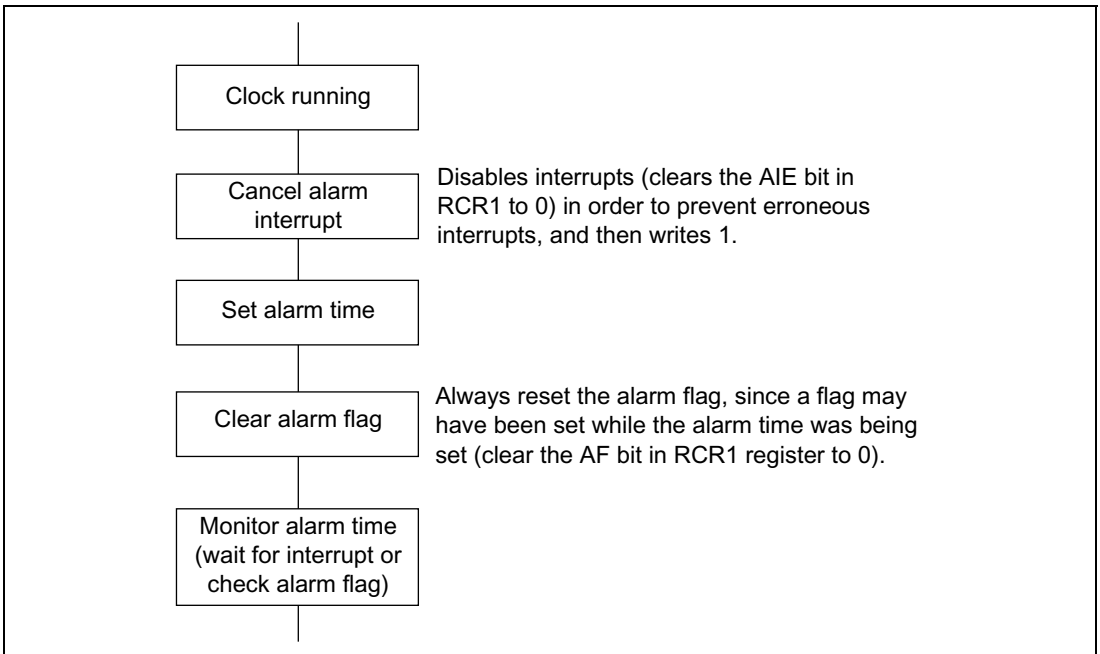 Clock running
Cancel alarm
interrupt
Disables interrupts (clears the AIE bit in
RCR1 to 0) in order to prevent erroneous
interrupts, and then writes 1.
Set alarm time
Clear alarm flag
Always reset the alarm flag, since a flag may
have been set while the alarm time was being
set (clear the AF bit in RCR1 register to 0).
Monitor alarm time
(wait for interrupt or
check alarm flag)